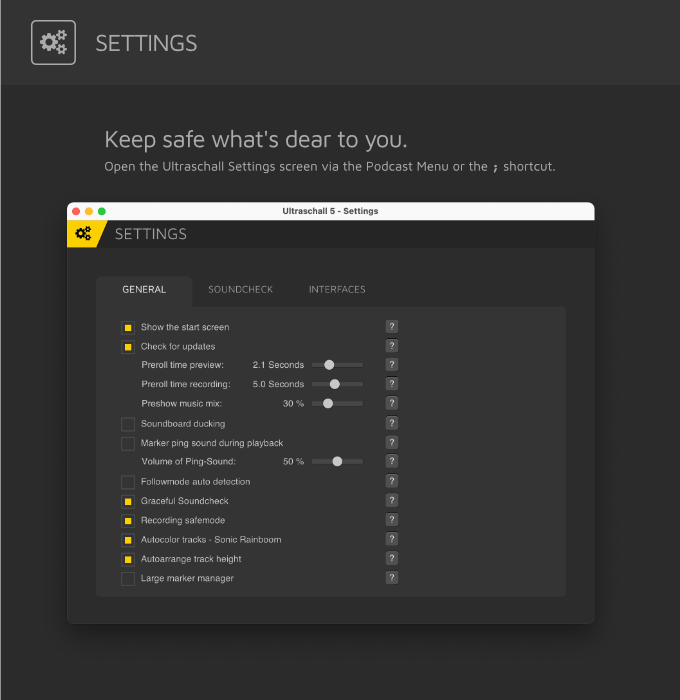 SETTINGS
Keep safe what's dear to you.
Open the Ultraschall Settings screen via the Podcast Menu or the ; shortcut.
Ultraschall 5 - Settings
SETTINGS
GENERAL SOUNDCHECK INTERFACES
Show the start screen ?
Check for updates ?
Preroll time preview: 2.1 Seconds ?
Preroll time recording: 5.0 Seconds ?
Preshow music mix: 30 % ?
Soundboard ducking ?
Marker ping sound during playback ?
Volume of Ping-Sound: 50 % ?
Followmode auto detection ?
Graceful Soundcheck ?
Recording safemode ?
Autocolor tracks - Sonic Rainboom ?
Autoarrange track height ?
Large marker manager ?